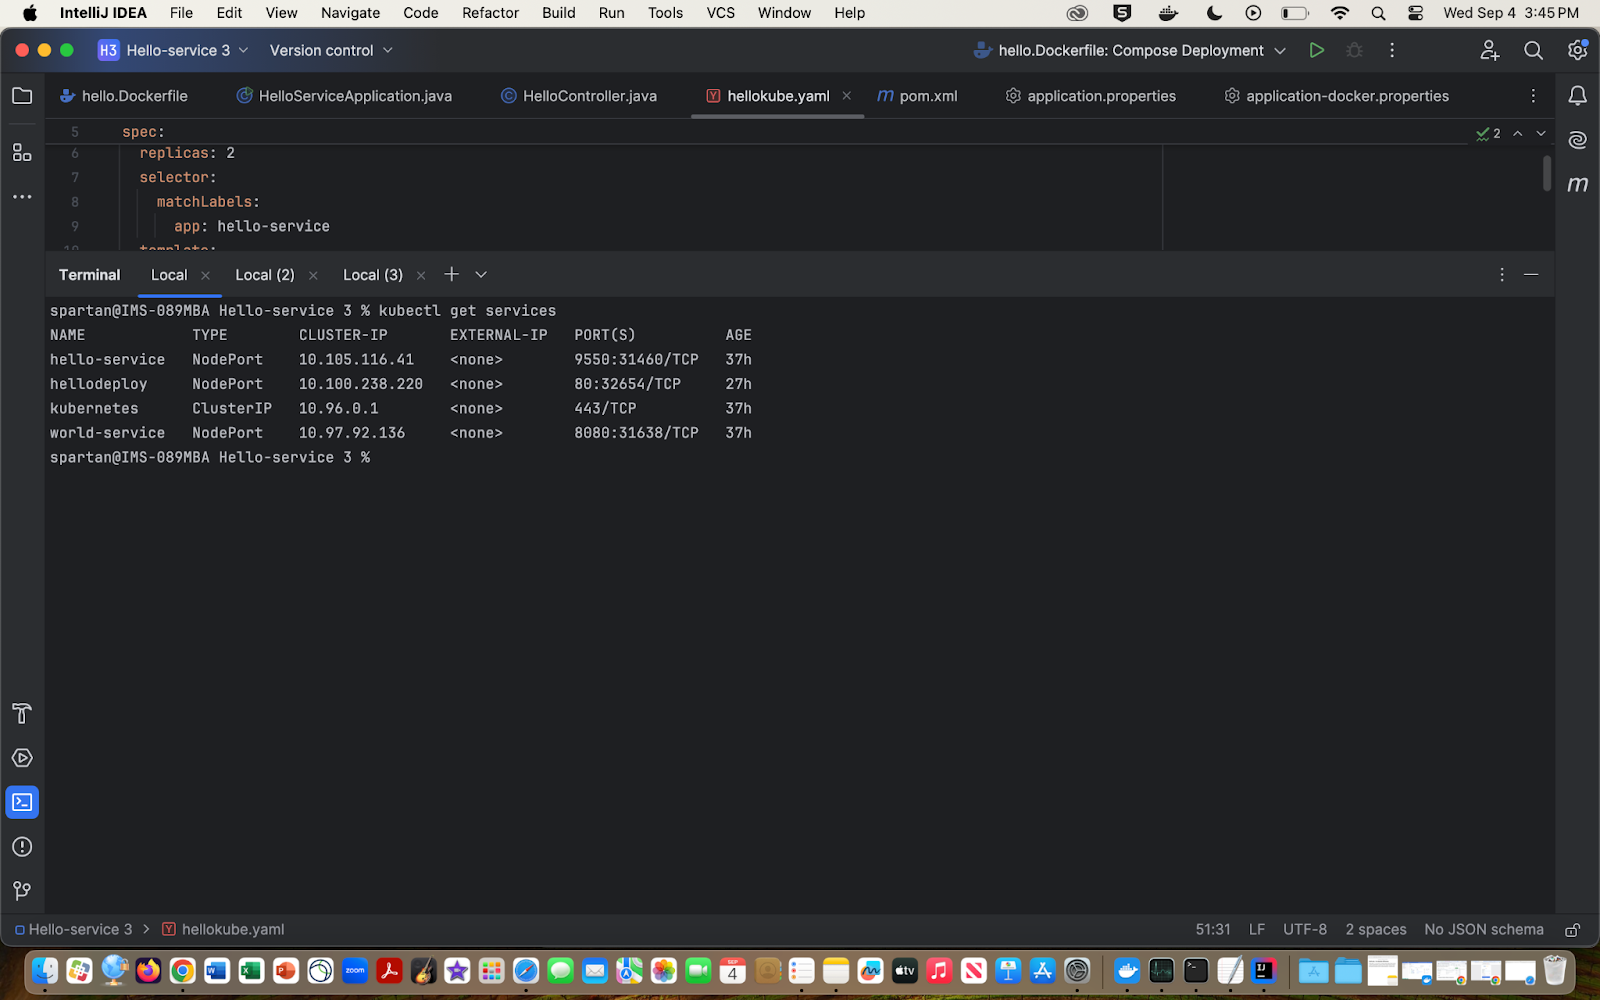 IntelliJ IDEA File Edit View Navigate Code Refactor Build Run Tools VCS Window Help Wed Sep 4 3:45 PM
H3 Hello-service 3 Version control hello.Dockerfile: Compose Deployment
hello.Dockerfile HelloServiceApplication.java HelloController.java hellokube.yaml pom.xml application.properties application-docker.properties
5 spec: 2
6 replicas: 2
7 selector:
8 matchLabels:
9 app: hello-service
10 template:
Terminal Local Local (2) Local (3)
spartan@IMS-089MBA Hello-service 3 % kubectl get services
NAME TYPE CLUSTER-IP EXTERNAL-IP PORT(S) AGE
hello-service NodePort 10.105.116.41 <none> 9550:31460/TCP 37h
hellodeploy NodePort 10.100.238.220 <none> 80:32654/TCP 27h
kubernetes ClusterIP 10.96.0.1 <none> 443/TCP 37h
world-service NodePort 10.97.92.136 <none> 8080:31638/TCP 37h
spartan@IMS-089MBA Hello-service 3 %
Hello-service 3 > hellokube.yaml 51:31 LF UTF-8 2 spaces No JSON schema
zoom SEP 4 tv